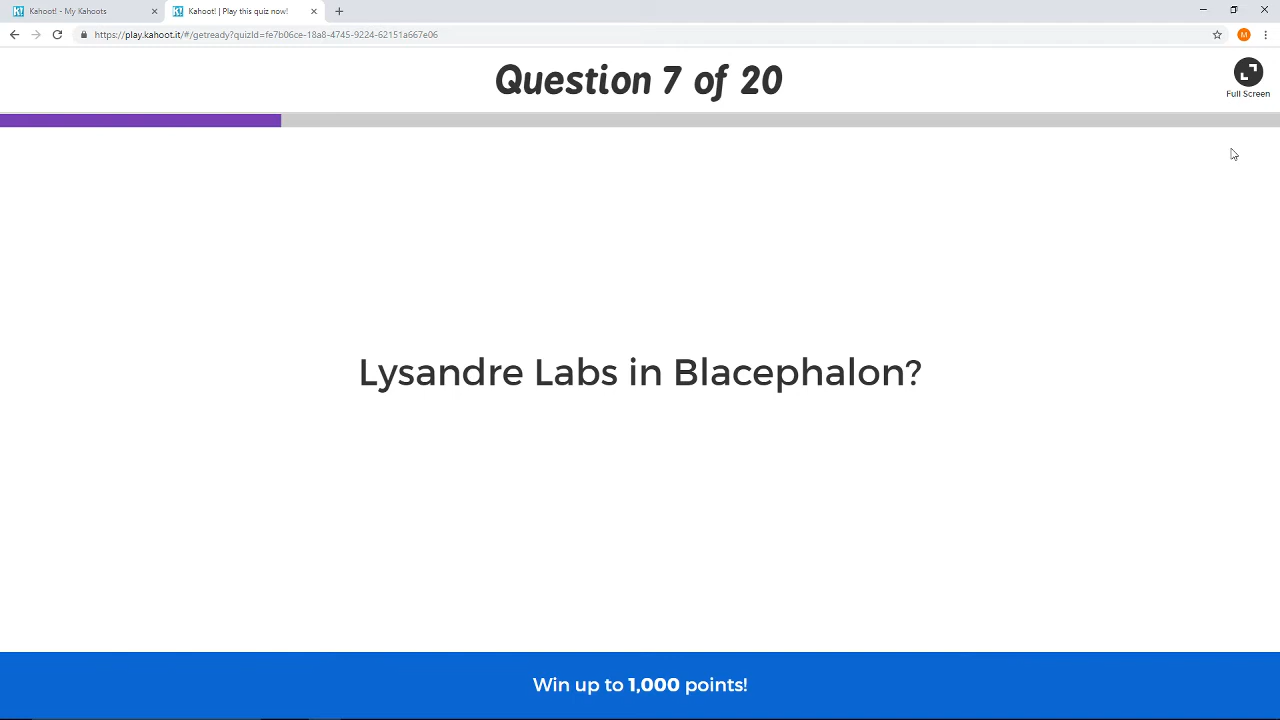 Kahoot! - My Kahoots
Kahoot! | Play this quiz now!
https://play.kahoot.it/#/getready?quizId=fe7b06ce-18a8-4745-9224-62151a667e06
M
Question 7 of 20
Full Screen
Lysandre Labs in Blacephalon?
Win up to 1,000 points!